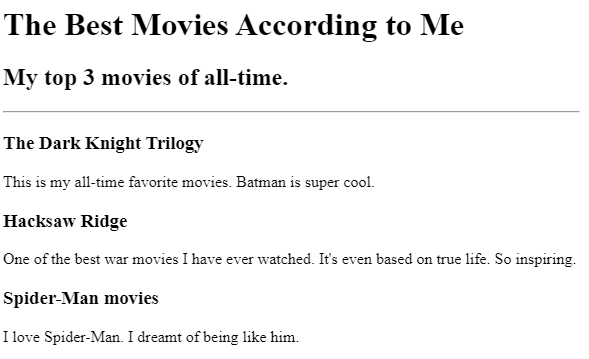 The Best Movies According to Me
My top 3 movies of all-time.
The Dark Knight Trilogy
This is my all-time favorite movies. Batman is super cool.
Hacksaw Ridge
One of the best war movies I have ever watched. It's even based on true life. So inspiring.
Spider-Man movies
I love Spider-Man. I dreamt of being like him.